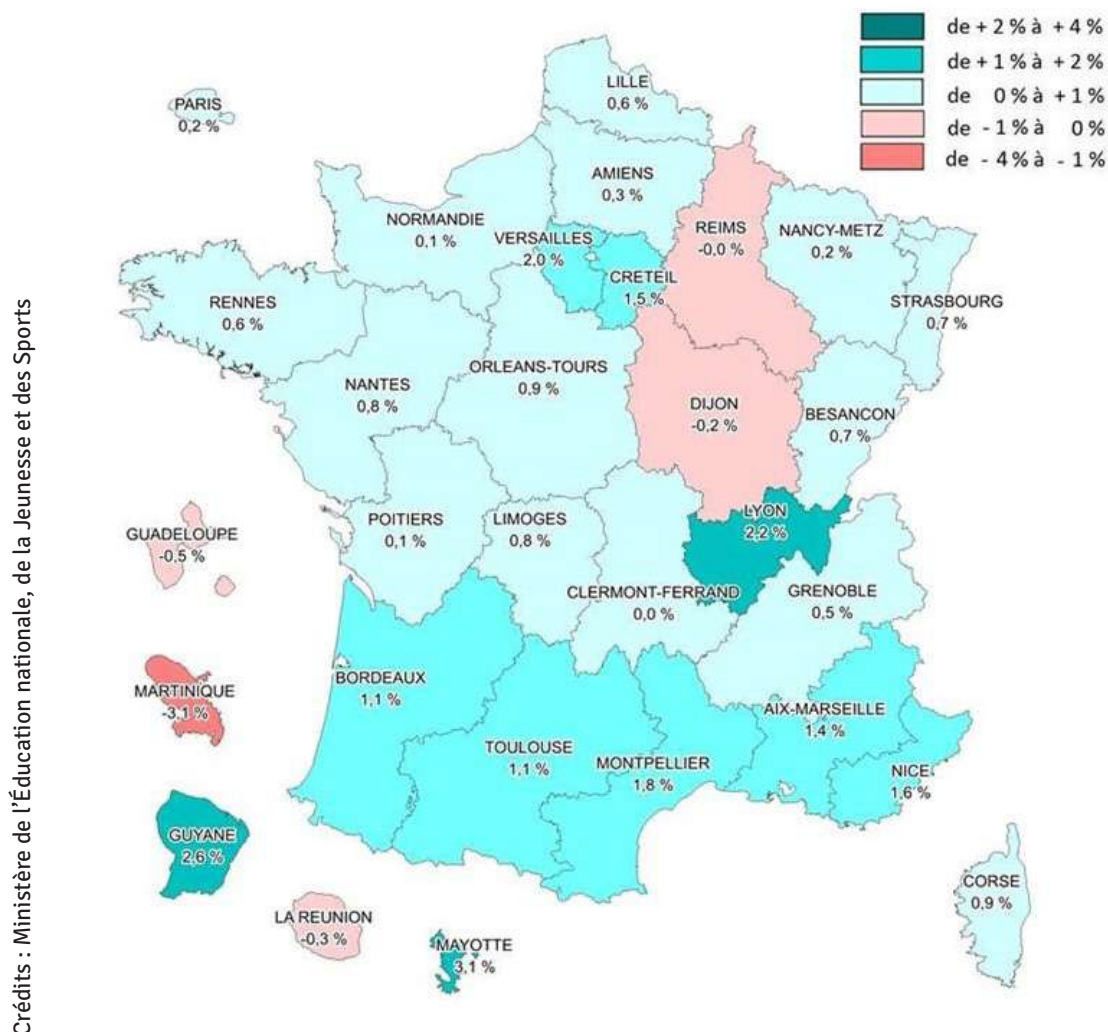 de + 2 % à + 4 %
de + 1 % à + 2 %
de 0 % à + 1 %
de - 1 % à 0 %
de - 4 % à - 1 %
LILLE
0,6 %
PARIS
0,2 %
AMIENS
0,3 %
NORMANDIE
0,1 %
VERSAILLES
2,0 %
REIMS
-0,0 %
NANCY-METZ
0,2 %
CRETEIL
1,5 %
STRASBOURG
0,7 %
RENNES
0,6 %
ORLEANS-TOURS
0,9 %
NANTES
0,8 %
DIJON
-0,2 %
BESANCON
0,7 %
POITIERS
0,1 %
LIMOGES
0,8 %
LYON
2,2 %
GUADELOUPE
-0,5 %
CLERMONT-FERRAND
0,0 %
GRENOBLE
0,5 %
BORDEAUX
1,1 %
MARTINIQUE
-3,1 %
AIX-MARSEILLE
1,4 %
TOULOUSE
1,1 %
MONTPELLIER
1,8 %
NICE
1,6 %
GUYANE
2,6 %
CORSE
0,9 %
LA REUNION
-0,3 %
MAYOTTE
3,1 %
Crédits : Ministère de l'Éducation nationale, de la Jeunesse et des Sports